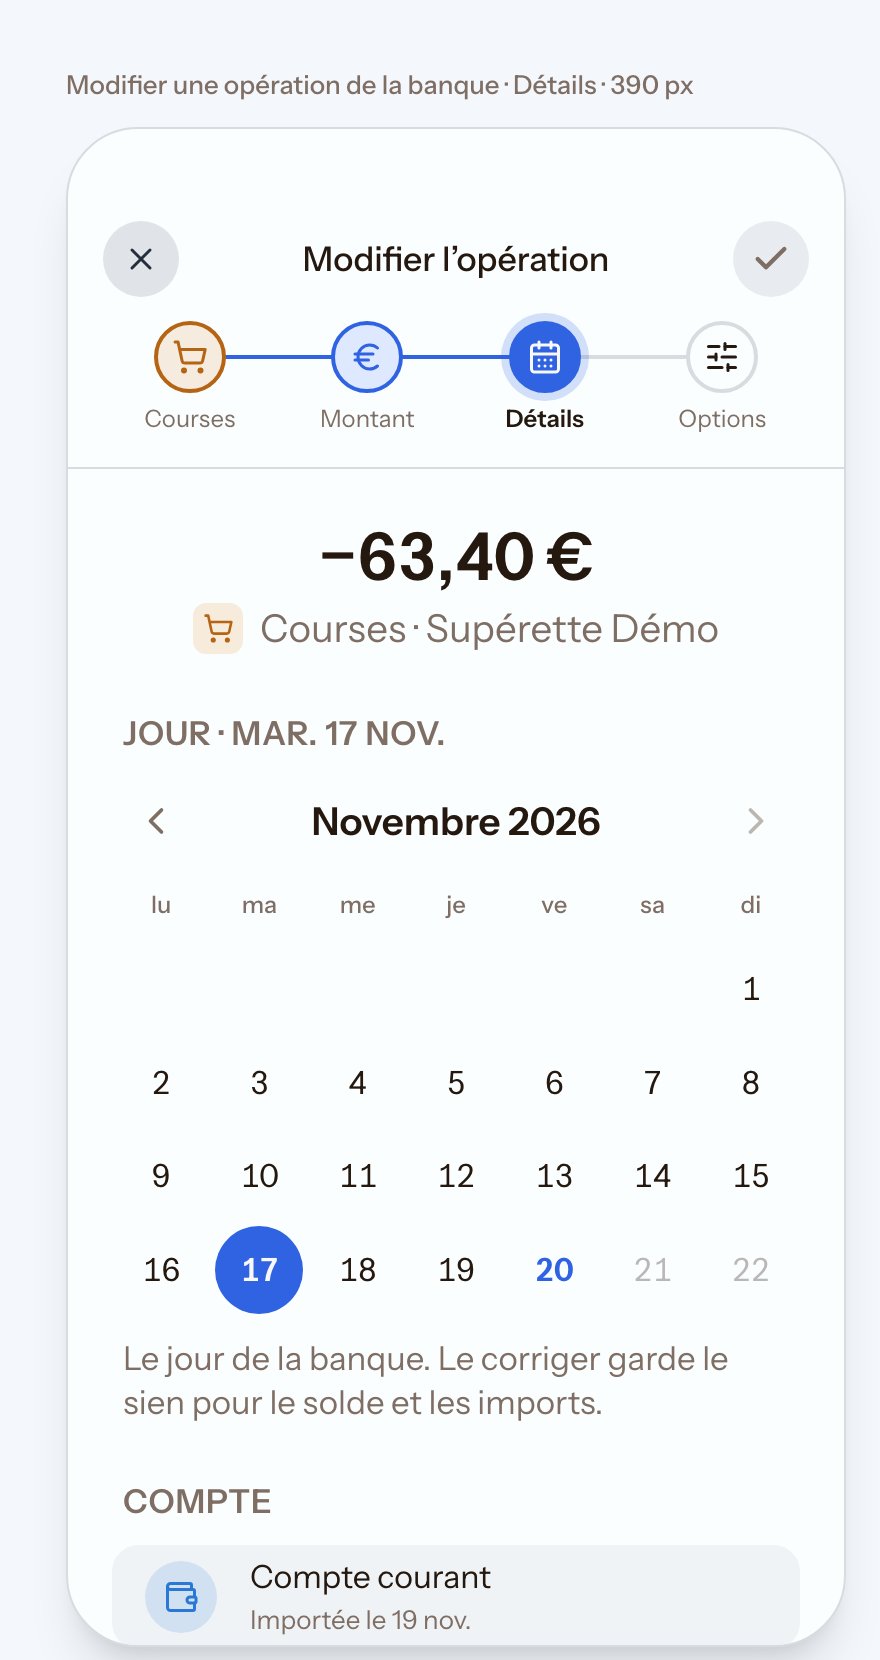 Modifier une opération de la banque · Détails · 390 px
Modifier l’opération
Courses Montant Détails Options
−63,40 €
Courses · Supérette Démo
JOUR · MAR. 17 NOV.
Novembre 2026
lu ma me je ve sa di
1
2 3 4 5 6 7 8
9 10 11 12 13 14 15
16 17 18 19 20 21 22
Le jour de la banque. Le corriger garde le
sien pour le solde et les imports.
COMPTE
Compte courant
Importée le 19 nov.